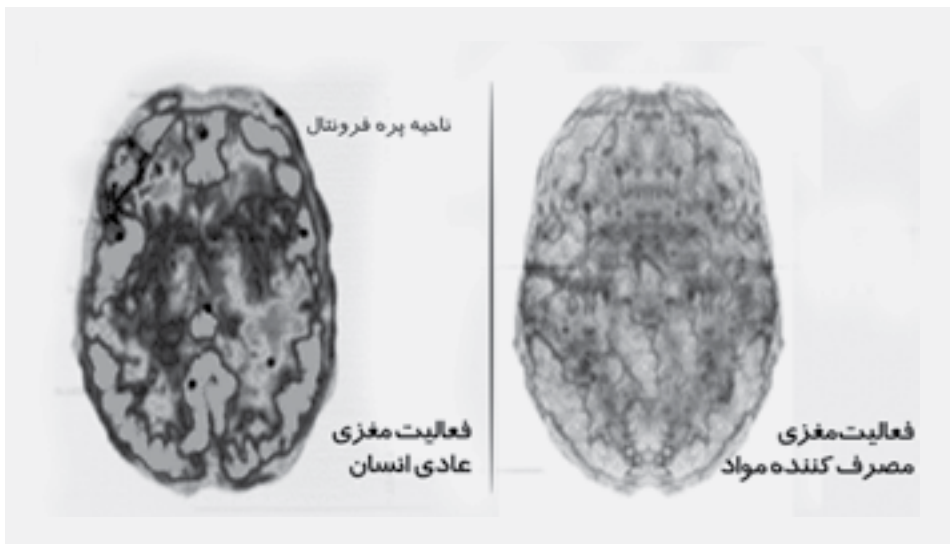 ناحیه پره فرونتال
فعالیت مغزی
عادی انسان
فعالیت مغزی
مصرف کننده مواد